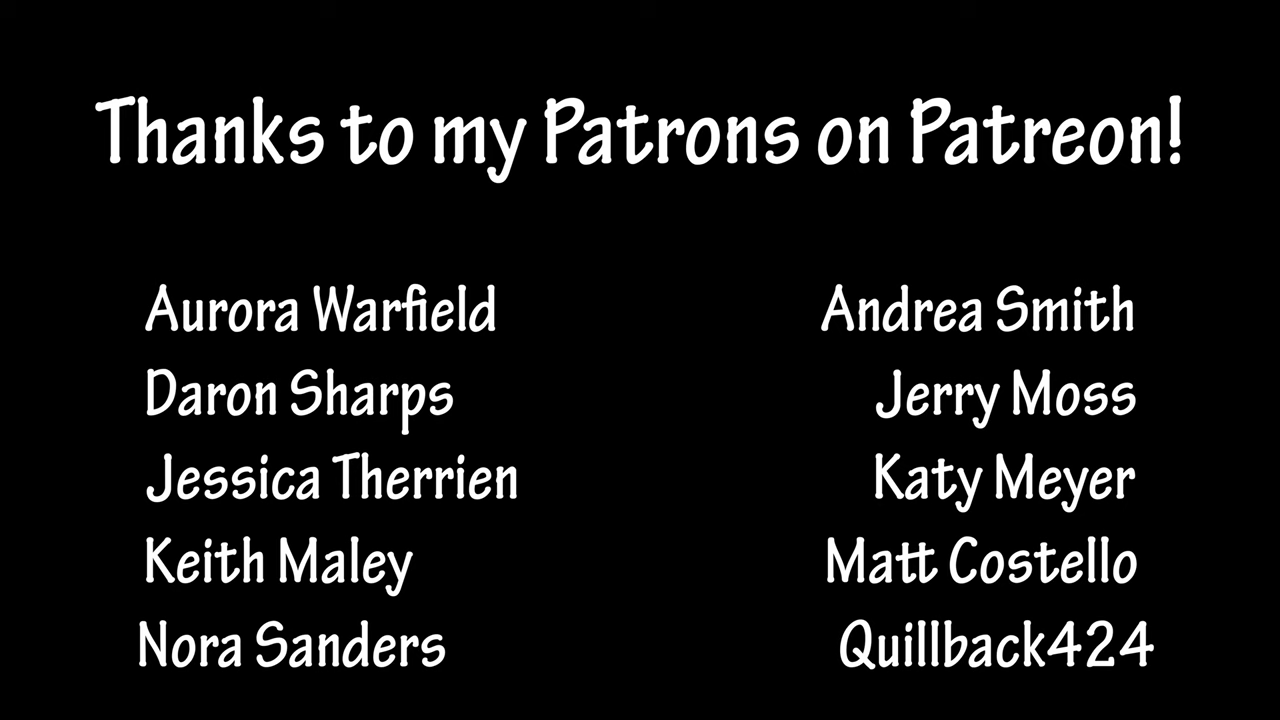 Thanks to my Patrons on Patreon!
Aurora Warfield
Andrea Smith
Daron Sharps
Jerry Moss
Jessica Therrien
Katy Meyer
Keith Maley
Matt Costello
Nora Sanders
Quillback424